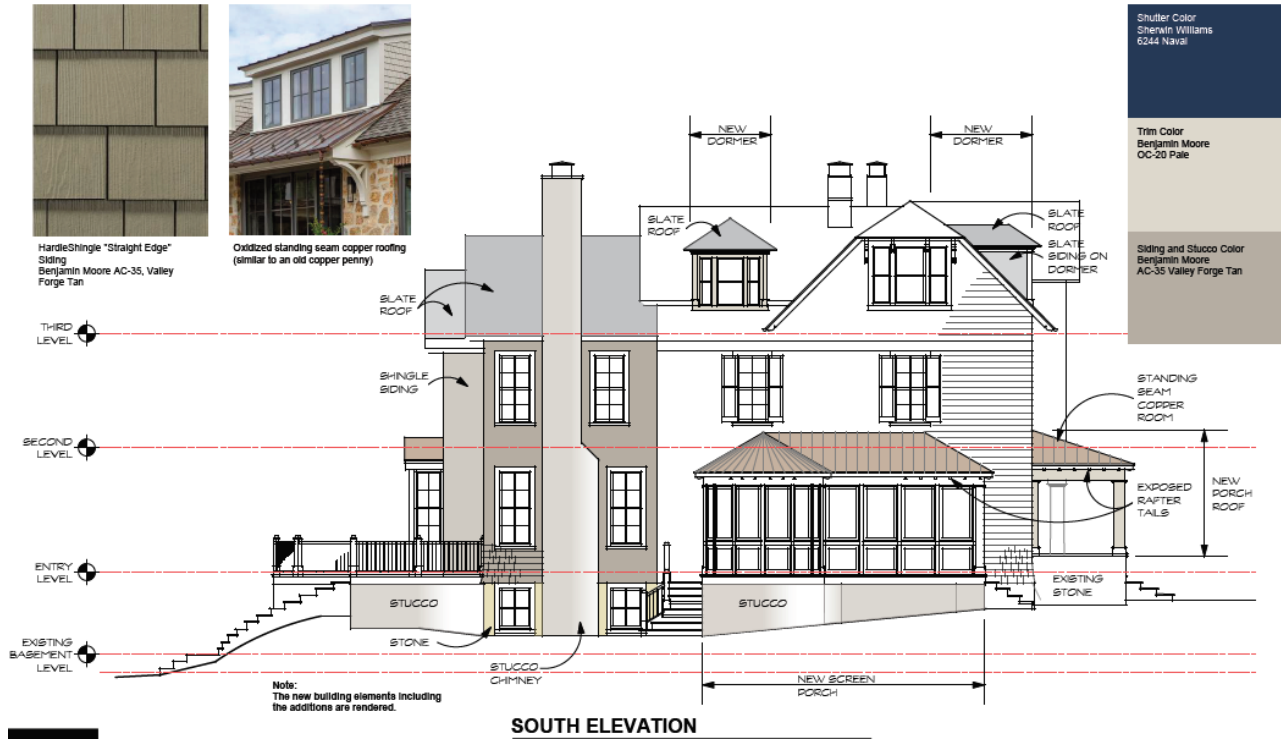 HardieShingle "Straight Edge"
Siding
Benjamin Moore AC-35, Valley
Forge Tan
Oxidized standing seam copper roofing
(similar to an old copper penny)
Shutter Color
Sherwin Williams
6244 Naval
Trim Color
Benjamin Moore
OC-20 Pale
Siding and Stucco Color
Benjamin Moore
AC-35 Valley Forge Tan
NEW
DORMER
NEW
DORMER
SLATE
ROOF
SLATE
ROOF
SLATE
SIDING ON
DORMER
SLATE
ROOF
THIRD
LEVEL
SHINGLE
SIDING
STANDING
SEAM
COPPER
ROOM
SECOND
LEVEL
EXPOSED
RAFTER
TAILS
NEW
PORCH
ROOF
ENTRY
LEVEL
EXISTING
STONE
STUCCO
STUCCO
STONE
EXISTING
BASEMENT
LEVEL
STUCCO
CHIMNEY
NEW SCREEN
PORCH
Note:
The new building elements including
the additions are rendered.
SOUTH ELEVATION